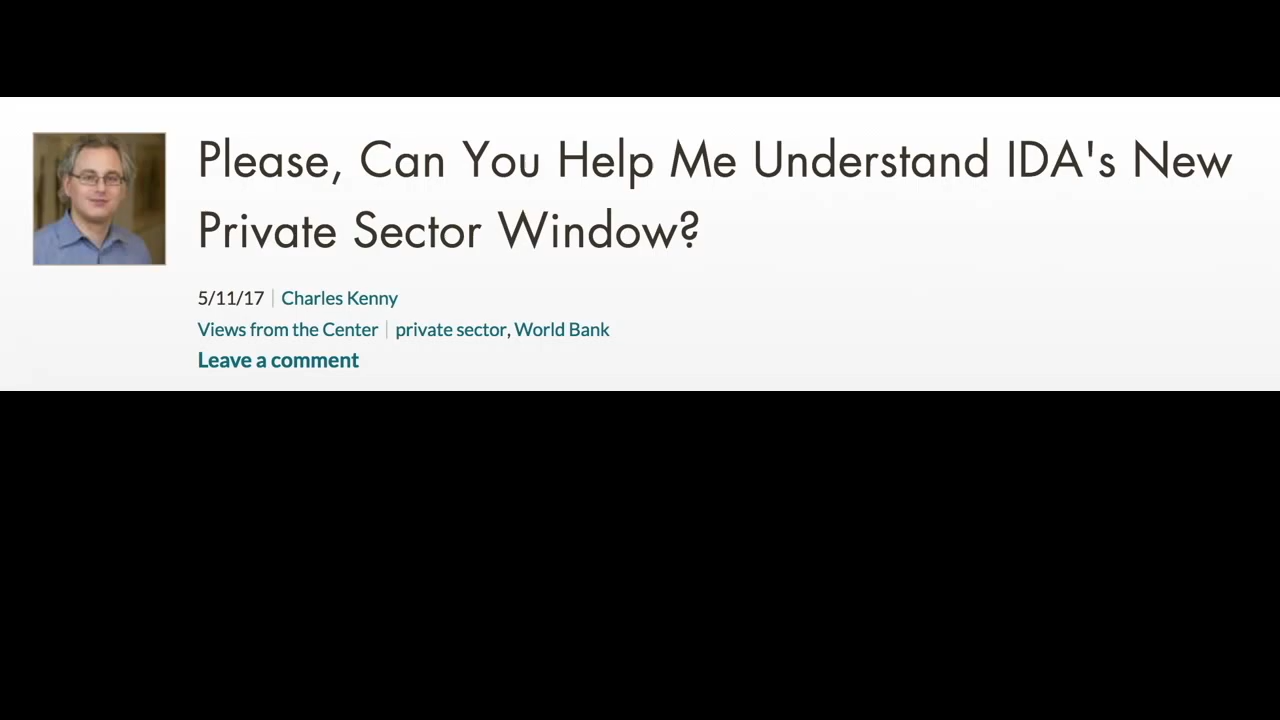 Please, Can You Help Me Understand IDA's New
Private Sector Window?
5/11/17 | Charles Kenny
Views from the Center | private sector, World Bank
Leave a comment